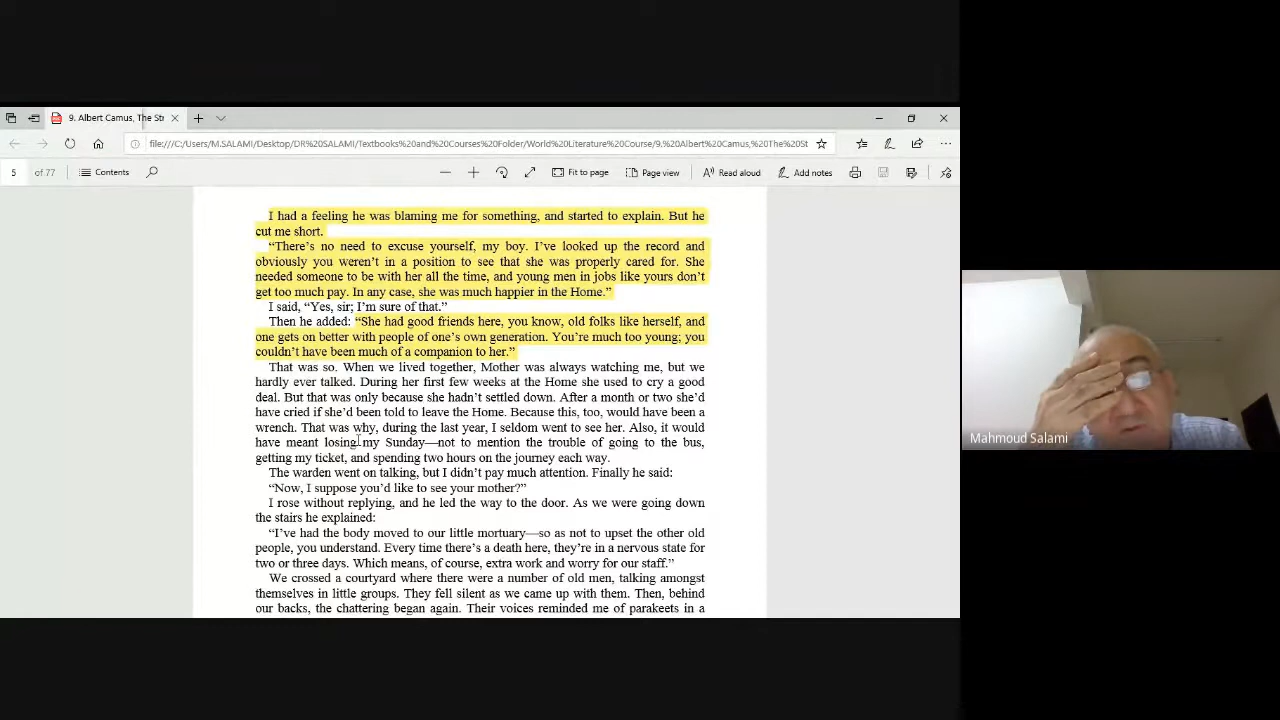 9. Albert Camus, The Str
file:///C:/Users/M.SALAMI/Desktop/DR%20SALAMI/Textbooks%20and%20Courses%20Folder/World%20Literature%20Course/9.%20Albert%20Camus,%20The%20St
5 of 77 Contents Fit to page Page view Read aloud Add notes
I had a feeling he was blaming me for something, and started to explain. But he
cut me short.
“There’s no need to excuse yourself, my boy. I’ve looked up the record and
obviously you weren’t in a position to see that she was properly cared for. She
needed someone to be with her all the time, and young men in jobs like yours don’t
get too much pay. In any case, she was much happier in the Home.”
I said, “Yes, sir; I’m sure of that.”
Then he added: “She had good friends here, you know, old folks like herself, and
one gets on better with people of one’s own generation. You’re much too young; you
couldn’t have been much of a companion to her.”
That was so. When we lived together, Mother was always watching me, but we
hardly ever talked. During her first few weeks at the Home she used to cry a good
deal. But that was only because she hadn’t settled down. After a month or two she’d
have cried if she’d been told to leave the Home. Because this, too, would have been a
wrench. That was why, during the last year, I seldom went to see her. Also, it would
have meant losing my Sunday—not to mention the trouble of going to the bus,
getting my ticket, and spending two hours on the journey each way.
The warden went on talking, but I didn’t pay much attention. Finally he said:
“Now, I suppose you’d like to see your mother?”
I rose without replying, and he led the way to the door. As we were going down
the stairs he explained:
“I’ve had the body moved to our little mortuary—so as not to upset the other old
people, you understand. Every time there’s a death here, they’re in a nervous state for
two or three days. Which means, of course, extra work and worry for our staff.”
We crossed a courtyard where there were a number of old men, talking amongst
themselves in little groups. They fell silent as we came up with them. Then, behind
our backs, the chattering began again. Their voices reminded me of parakeets in a
Mahmoud Salami